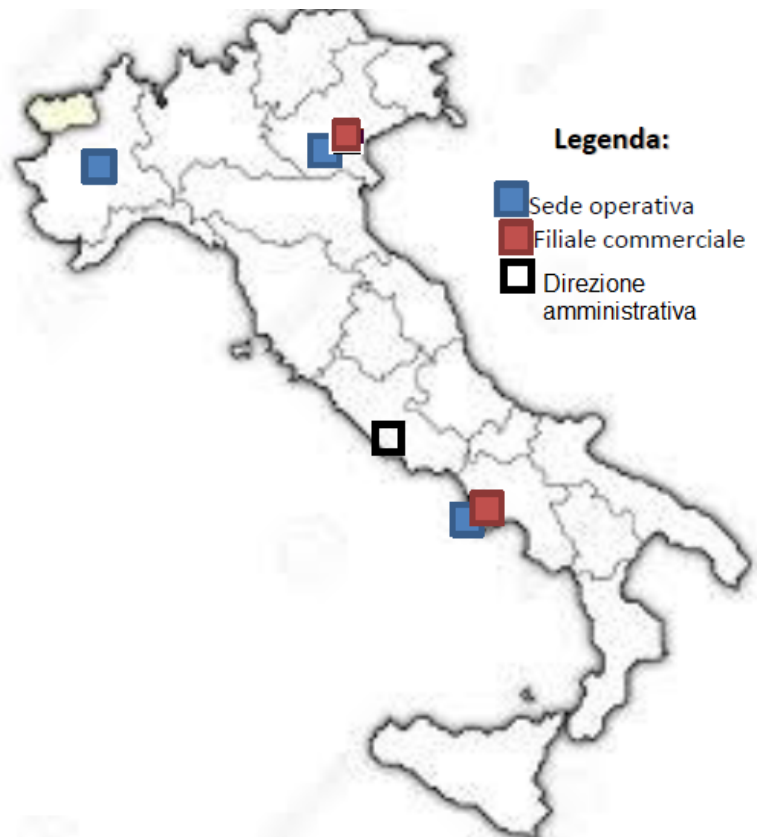 Legenda:
Sede operativa
Filiale commerciale
Direzione
amministrativa